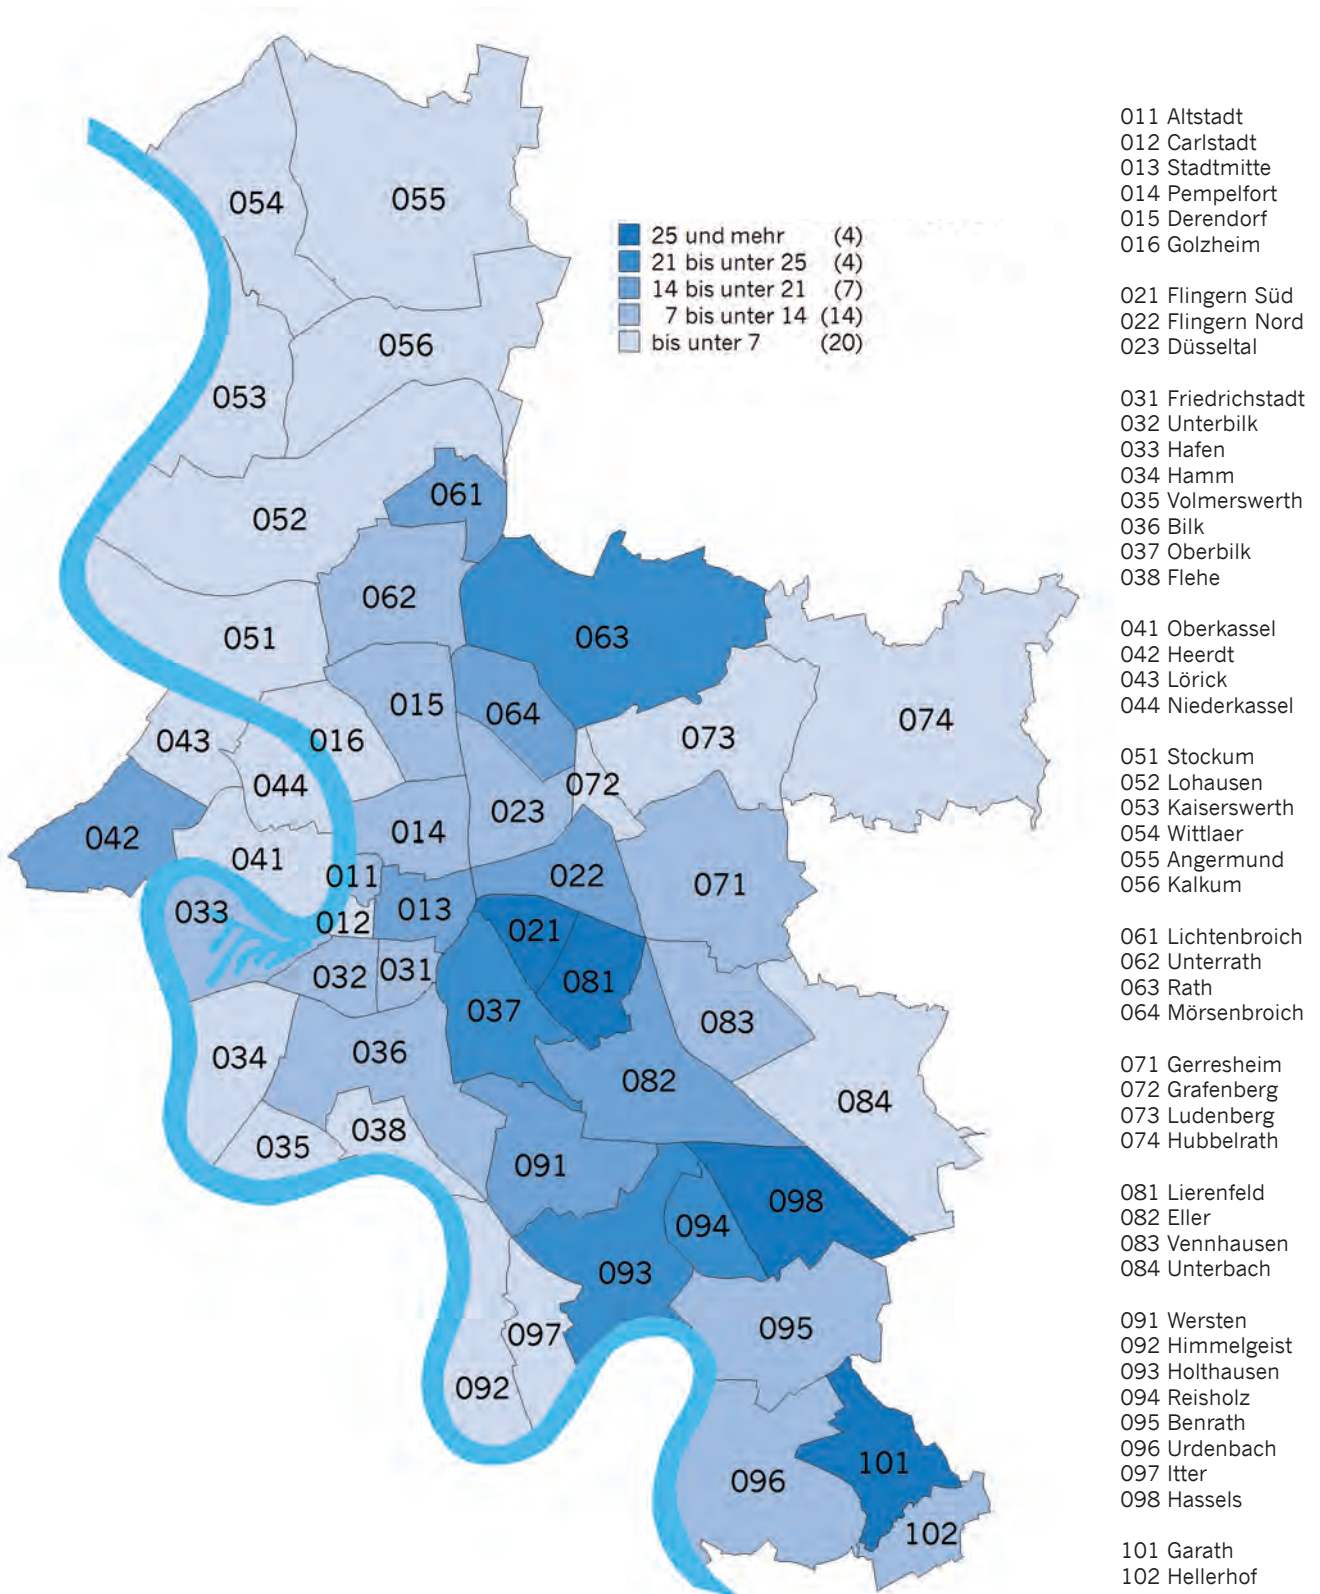 054
055
25 und mehr (4)
21 bis unter 25 (4)
14 bis unter 21 (7)
7 bis unter 14 (14)
bis unter 7 (20)
056
053
061
052
062
051
063
015
064
074
043
016
073
044
072
023
042
014
041
011
022
071
033
012
013
021
032
031
081
037
083
034
036
082
084
038
035
091
098
094
093
095
097
092
101
096
102
011 Altstadt
012 Carlstadt
013 Stadtmitte
014 Pempelfort
015 Derendorf
016 Golzheim
021 Flingern Süd
022 Flingern Nord
023 Düsseltal
031 Friedrichstadt
032 Unterbilk
033 Hafen
034 Hamm
035 Volmerswerth
036 Bilk
037 Oberbilk
038 Flehe
041 Oberkassel
042 Heerdt
043 Lörick
044 Niederkassel
051 Stockum
052 Lohausen
053 Kaiserswerth
054 Wittlaer
055 Angermund
056 Kalkum
061 Lichtenbroich
062 Unterrath
063 Rath
064 Mörsenbroich
071 Gerresheim
072 Grafenberg
073 Ludenberg
074 Hubbelrath
081 Lierenfeld
082 Eller
083 Vennhausen
084 Unterbach
091 Wersten
092 Himmelgeist
093 Holthausen
094 Reisholz
095 Benrath
096 Urdenbach
097 Itter
098 Hassels
101 Garath
102 Hellerhof